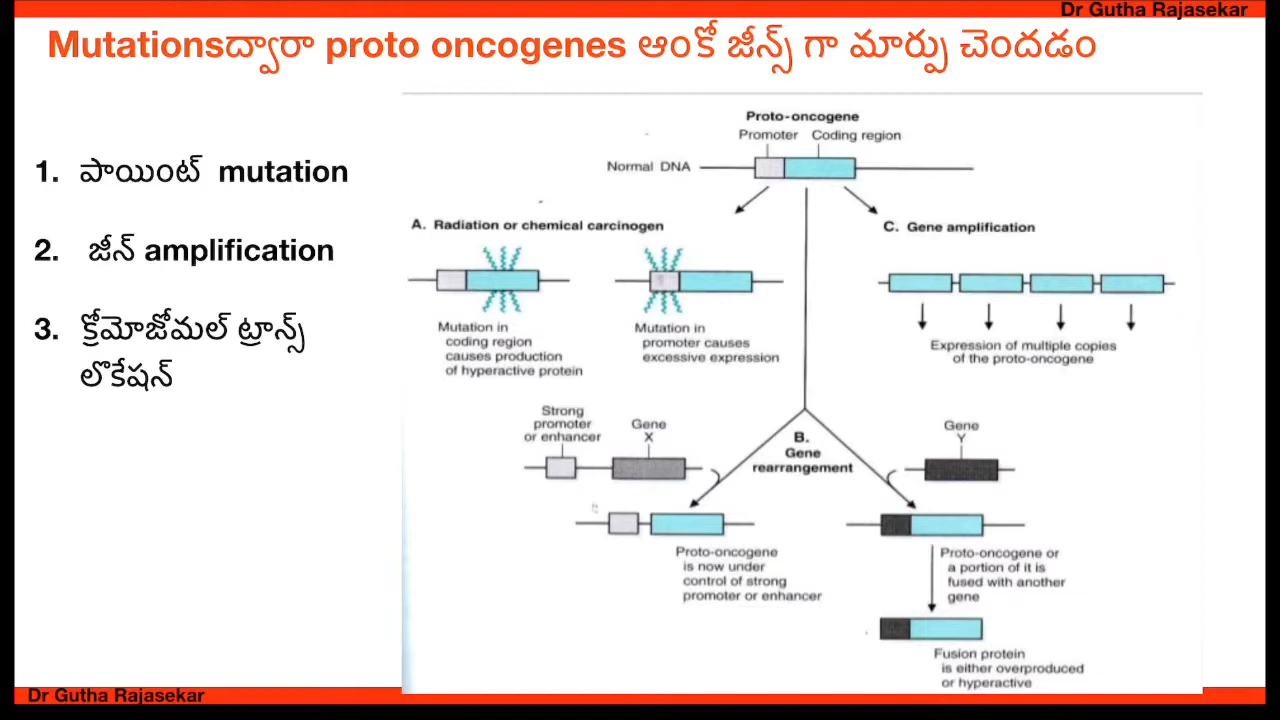 Dr Gutha Rajasekar
Mutationsద్వారా proto oncogenes ఆంకో జీన్స్ గా మార్పు చెందడం
1. పాయింట్ mutation
2. జీన్ amplification
3. క్రోమోజోమల్ ట్రాన్స్
లొకేషన్
Proto-oncogene
Promoter Coding region
Normal DNA
A. Radiation or chemical carcinogen
Mutation in
coding region
causes production
of hyperactive protein
Mutation in
promoter causes
excessive expression
C. Gene amplification
Expression of multiple copies
of the proto-oncogene
B.
Gene
rearrangement
Strong
promoter
or enhancer
Gene
X
Proto-oncogene
is now under
control of strong
promoter or enhancer
Gene
Y
Proto-oncogene or
a portion of it is
fused with another
gene
Fusion protein
is either overproduced
or hyperactive
Dr Gutha Rajasekar